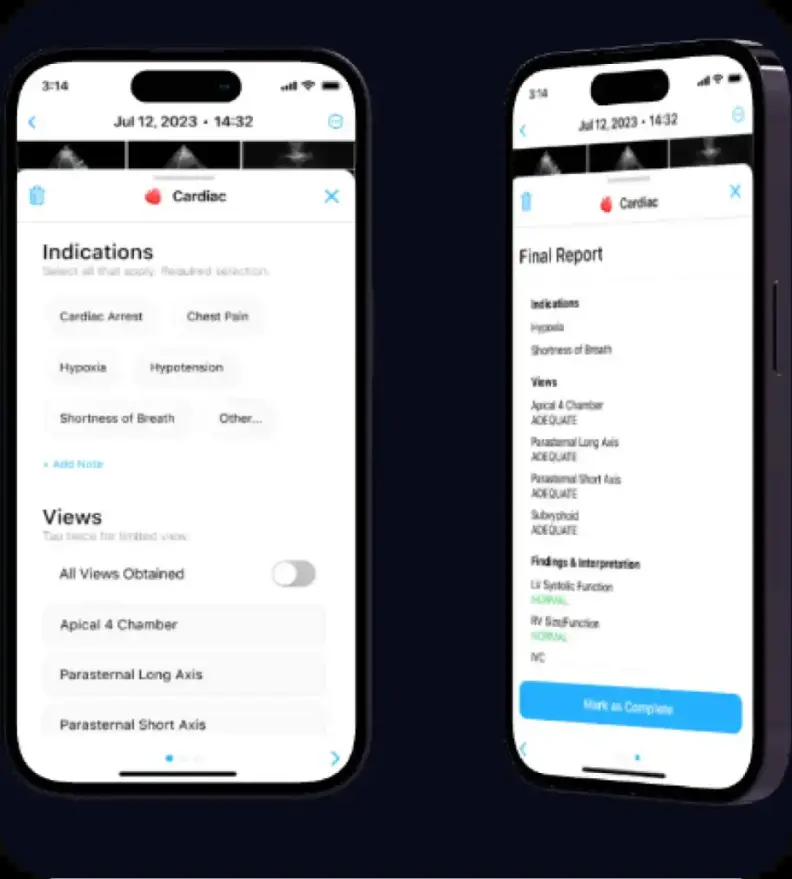 3:14
Jul 12, 2023 • 14:32
Cardiac
Indications
Select all that apply. Required selection.
Cardiac Arrest
Chest Pain
Hypoxia
Hypotension
Shortness of Breath
Other...
+ Add Note
Views
Tap twice for limited view.
All Views Obtained
Apical 4 Chamber
Parasternal Long Axis
Parasternal Short Axis
3:14
Jul 12, 2023 • 14:32
Cardiac
Final Report
Indications
Hypoxia
Shortness of Breath
Views
Apical 4 Chamber
ADEQUATE
Parasternal Long Axis
ADEQUATE
Parasternal Short Axis
ADEQUATE
Subxyphoid
ADEQUATE
Findings & Interpretation
LV Systolic Function
NORMAL
RV Size/Function
NORMAL
IVC
Mark as Complete